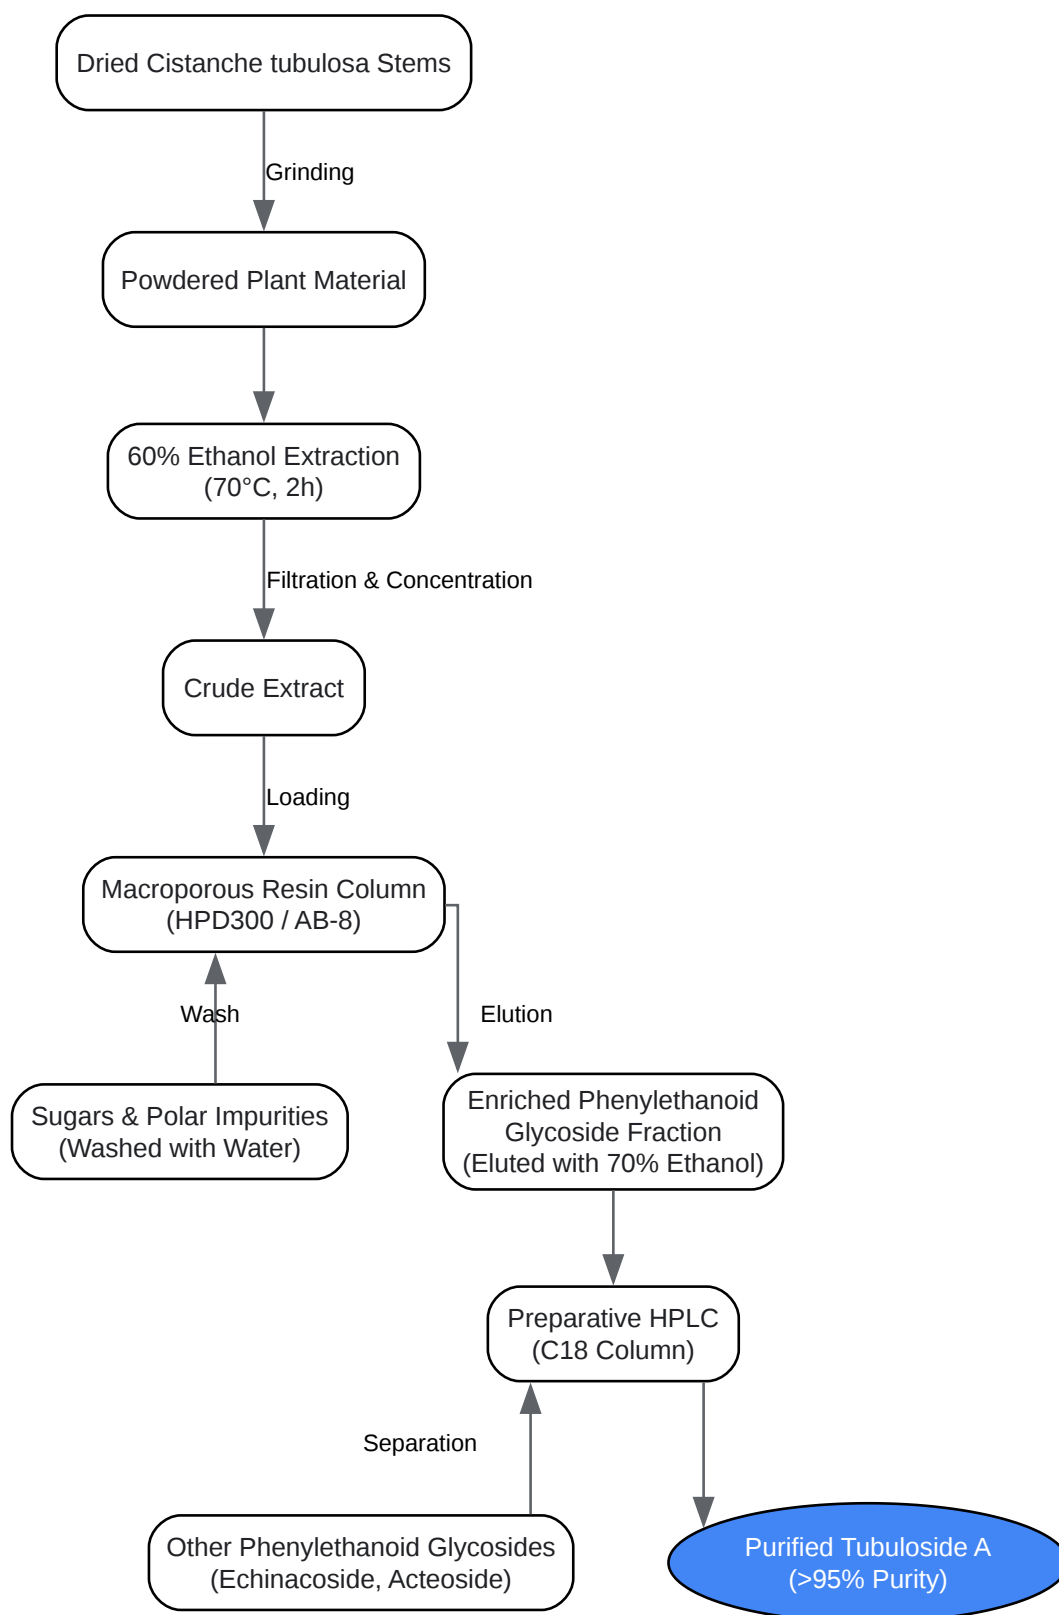 Dried Cistanche tubulosa Stems
Grinding
Powdered Plant Material
60% Ethanol Extraction
(70°C, 2h)
Filtration & Concentration
Crude Extract
Loading
Macroporous Resin Column
(HPD300 / AB-8)
Wash
Elution
Sugars & Polar Impurities
(Washed with Water)
Enriched Phenylethanoid
Glycoside Fraction
(Eluted with 70% Ethanol)
Preparative HPLC
(C18 Column)
Separation
Other Phenylethanoid Glycosides
(Echinacoside, Acteoside)
Purified Tubuloside A
(>95% Purity)